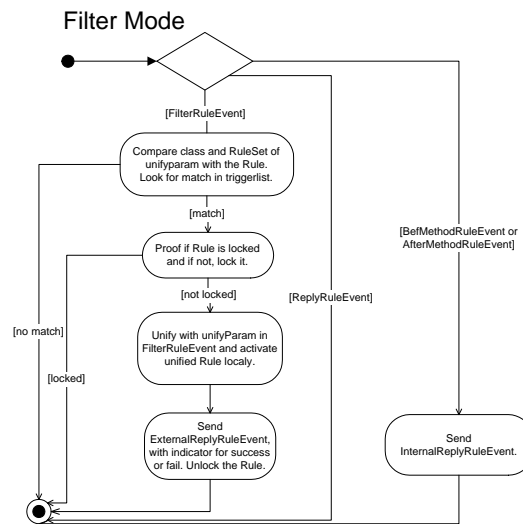 Filter Mode
[FilterRuleEvent]
Compare class and RuleSet of
unifyparam with the Rule.
Look for match in triggerlist.
[match]
[BefMethodRuleEvent or
AfterMethodRuleEvent]
Proof if Rule is locked
and if not, lock it.
[not locked]
[ReplyRuleEvent]
[no match]
Unify with unifyParam in
FilterRuleEvent and activate
unified Rule localy.
[locked]
Send
ExternalReplyRuleEvent,
with indicator for success
or fail. Unlock the Rule.
Send
InternalReplyRuleEvent.